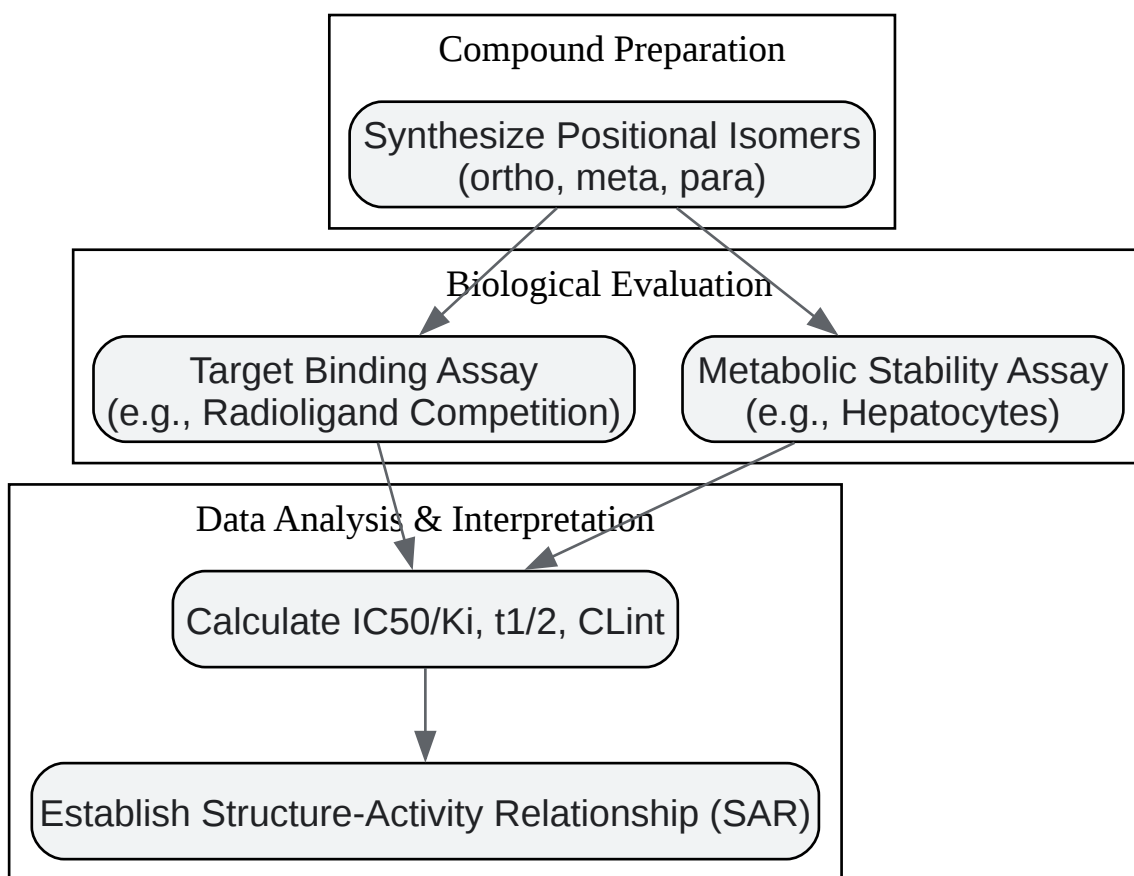 Compound Preparation
Synthesize Positional Isomers
(ortho, meta, para)
Biological Evaluation
Target Binding Assay
(e.g., Radioligand Competition)
Metabolic Stability Assay
(e.g., Hepatocytes)
Data Analysis & Interpretation
Calculate IC50/Ki, t1/2, CLint
Establish Structure-Activity Relationship (SAR)